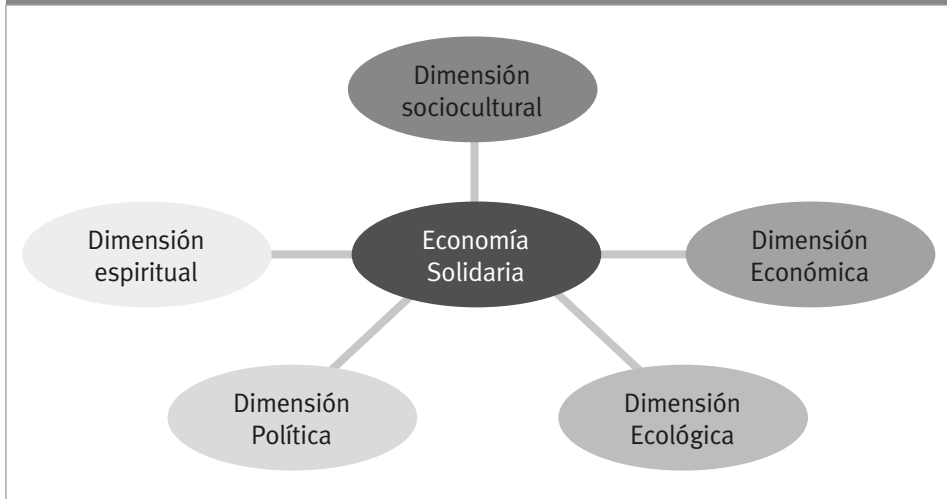 Dimensión
sociocultural
Dimensión
espiritual
Economía
Solidaria
Dimensión
Económica
Dimensión
Política
Dimensión
Ecológica